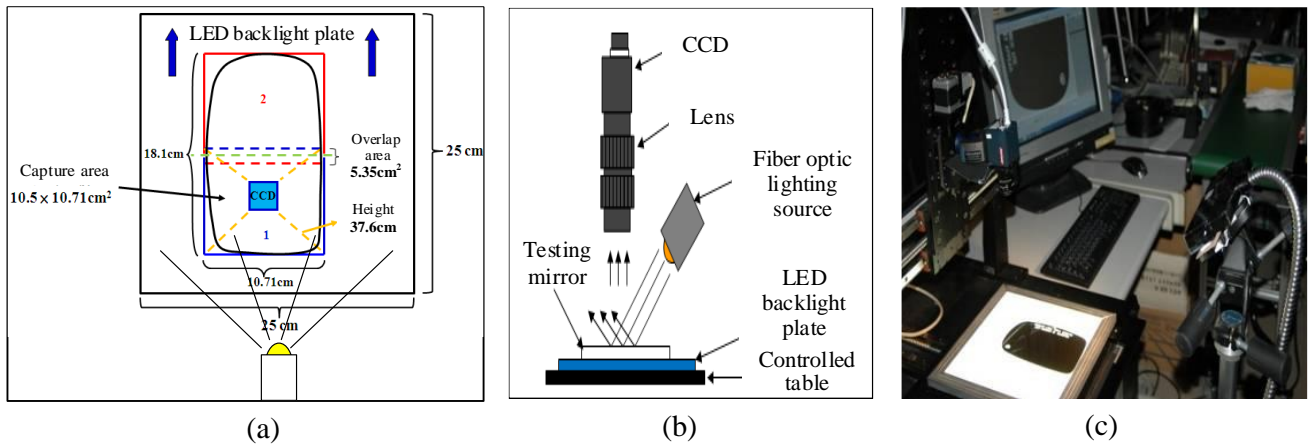 LED backlight plate
2
18.1cm
Overlap
area
5.35cm²
25 cm
Capture area
10.5 × 10.71cm²
CCD
Height
37.6cm
1
10.71cm
25 cm
(a)
CCD
Lens
Fiber optic
lighting
source
Testing
mirror
LED
backlight
plate
Controlled
table
(b)
(c)